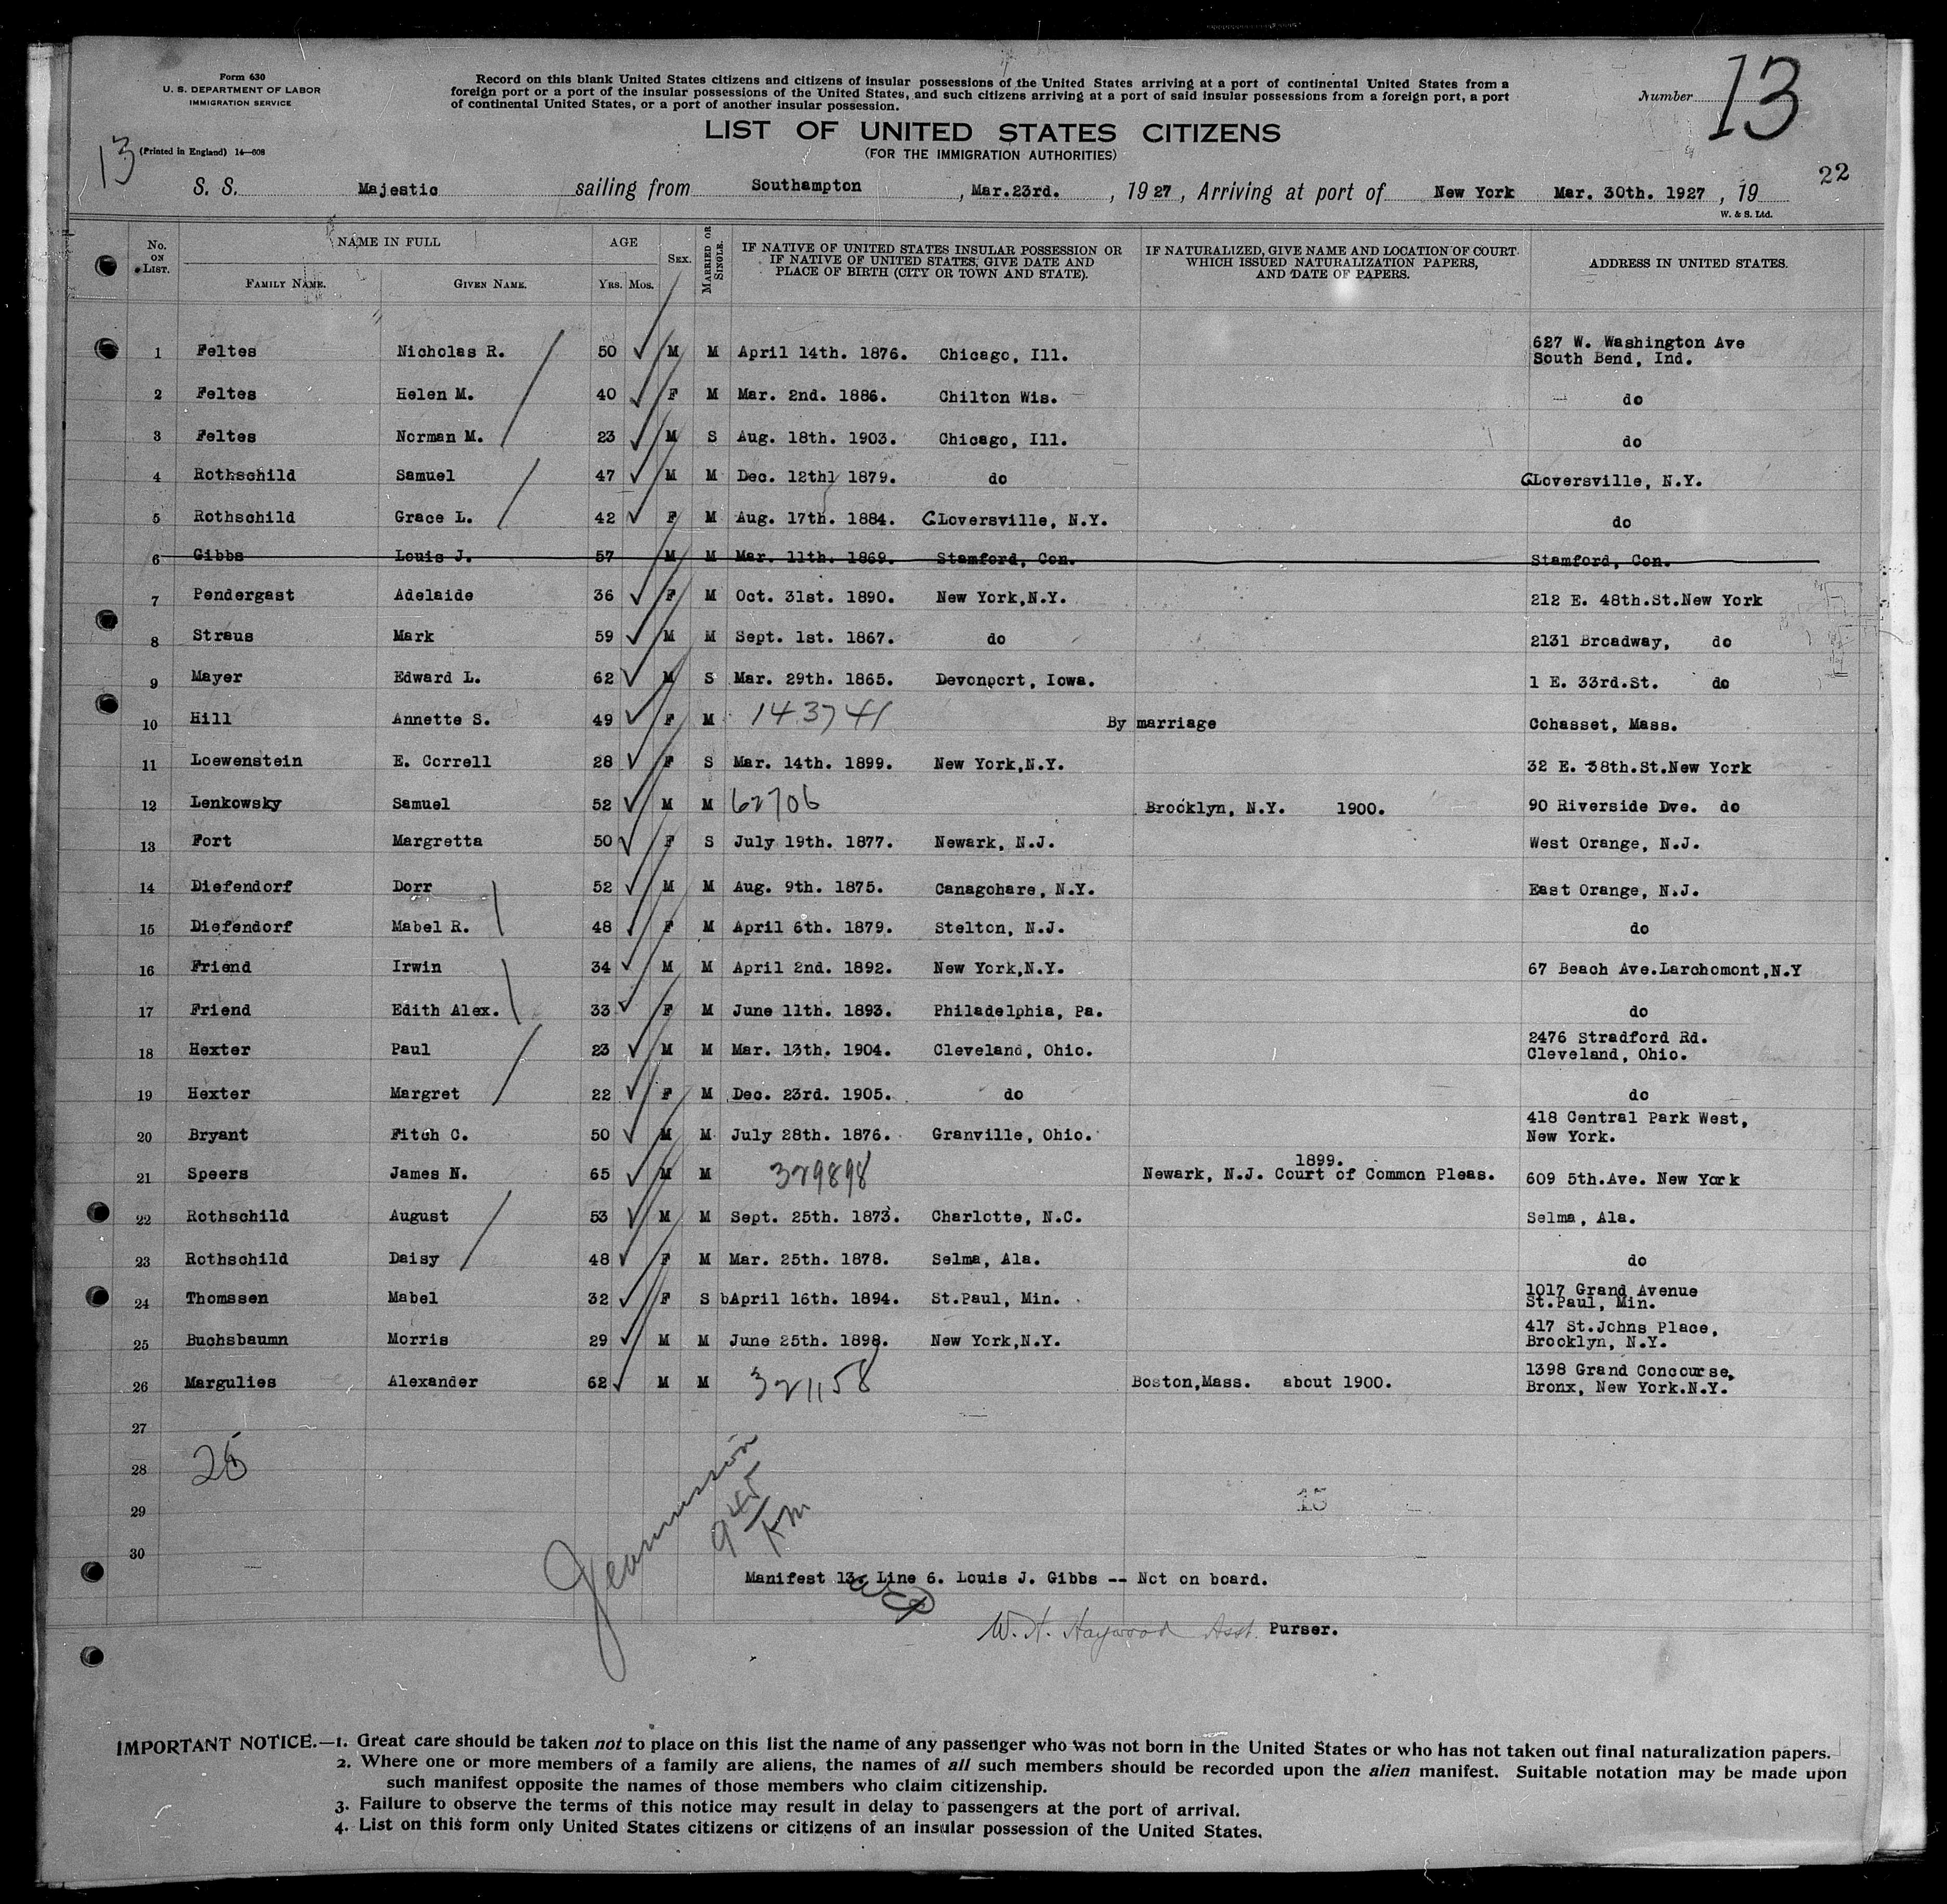 Form 630
U. S. DEPARTMENT OF LABOR
IMMIGRATION SERVICE
Record on this blank United States citizens and citizens of insular possessions of the United States arriving at a port of continental United States from a
foreign port or a port of the insular possessions of the United States, and such citizens arriving at a port of said insular possessions from a foreign port, a port
of continental United States, or a port of another insular possession.
Number 13
LIST OF UNITED STATES CITIZENS
(FOR THE IMMIGRATION AUTHORITIES)
13 (Printed in England) 14—608
22
S. S. Majestic sailing from Southampton, Mar.23rd., 1927, Arriving at port of New York Mar. 30th. 1927, 19
W. & S. Ltd.
No. ON LIST. NAME IN FULL FAMILY NAME. GIVEN NAME. AGE YRS. MOS. SEX. MARRIED OR SINGLE. IF NATIVE OF UNITED STATES INSULAR POSSESSION OR IF NATIVE OF UNITED STATES, GIVE DATE AND PLACE OF BIRTH (CITY OR TOWN AND STATE). IF NATURALIZED, GIVE NAME AND LOCATION OF COURT WHICH ISSUED NATURALIZATION PAPERS, AND DATE OF PAPERS. ADDRESS IN UNITED STATES.
1 Feltes Nicholas R. 50 M M April 14th. 1876. Chicago, Ill. 627 W. Washington Ave South Bend, Ind.
2 Feltes Helen M. 40 F M Mar. 2nd. 1886. Chilton Wis. do
3 Feltes Norman M. 23 M S Aug. 18th. 1903. Chicago, Ill. do
4 Rothschild Samuel 47 M M Dec. 12thl 1879. do GLoversville, N.Y.
5 Rothschild Grace L. 42 F M Aug. 17th. 1884. GLoversville, N.Y. do
6 Gibbs Louis J. 57 M M Mar. 11th. 1869. Stamford, Con. Stamford, Con.
7 Pendergast Adelaide 36 F M Oct. 31st. 1890. New York,N.Y. 212 E. 48th.St.New York
8 Straus Mark 59 M M Sept. 1st. 1867. do 2131 Broadway, do
9 Mayer Edward L. 62 M S Mar. 29th. 1865. Devonport, Iowa. 1 E. 33rd.St. do
10 Hill Annette S. 49 F M 143741 By marriage Cohasset, Mass.
11 Loewenstein E. Correll 28 F S Mar. 14th. 1899. New York,N.Y. 32 E. 38th.St.New York
12 Lenkowsky Samuel 52 M M 62706 Brocklyn, N.Y. 1900. 90 Riverside Dve. do
13 Fort Margretta 50 F S July 19th. 1877. Newark, N.J. West Orange, N.J.
14 Diefendorf Dorr 52 M M Aug. 9th. 1875. Canagohare, N.Y. East Orange, N.J.
15 Diefendorf Mabel R. 48 F M April 6th. 1879. Stelton, N.J. do
16 Friend Irwin 34 M M April 2nd. 1892. New York,N.Y. 67 Beach Ave.Larchomont,N.Y
17 Friend Edith Alex. 33 F M June 11th. 1893. Philadelphia, Pa. do
18 Hexter Paul 23 M M Mar. 13th. 1904. Cleveland, Ohio. 2476 Stradford Rd. Cleveland, Ohio.
19 Hexter Margret 22 F M Dec. 23rd. 1905. do do
20 Bryant Fitch C. 50 M M July 28th. 1876. Granville, Ohio. 418 Central Park West, New York.
21 Speers James N. 65 M M 329898 Newark, N.J. Court of Common Pleas. 1899. 609 5th.Ave. New York
22 Rothschild August 53 M M Sept. 25th. 1873. Charlotte, N.C. Selma, Ala.
23 Rothschild Daisy 48 F M Mar. 25th. 1878. Selma, Ala. do
24 Thomssen Mabel 32 F S bApril 16th. 1894. St.Paul, Min. 1017 Grand Avenue St.Paul, Min.
25 Buchsbaumn Morris 29 M M June 25th. 1898. New York,N.Y. 417 St.Johns Place, Brooklyn, N.Y.
26 Margulies Alexander 62 M M 321158 Boston,Mass. about 1900. 1398 Grand Concourse, Bronx, New York.N.Y.
27
28 25
29 15
30
945
Manifest 13. Line 6. Louis J. Gibbs -- Not on board.
W. H. Haywood Asst. Purser.
IMPORTANT NOTICE.—1. Great care should be taken not to place on this list the name of any passenger who was not born in the United States or who has not taken out final naturalization papers.
2. Where one or more members of a family are aliens, the names of all such members should be recorded upon the alien manifest. Suitable notation may be made upon
such manifest opposite the names of those members who claim citizenship.
3. Failure to observe the terms of this notice may result in delay to passengers at the port of arrival.
4. List on this form only United States citizens or citizens of an insular possession of the United States.